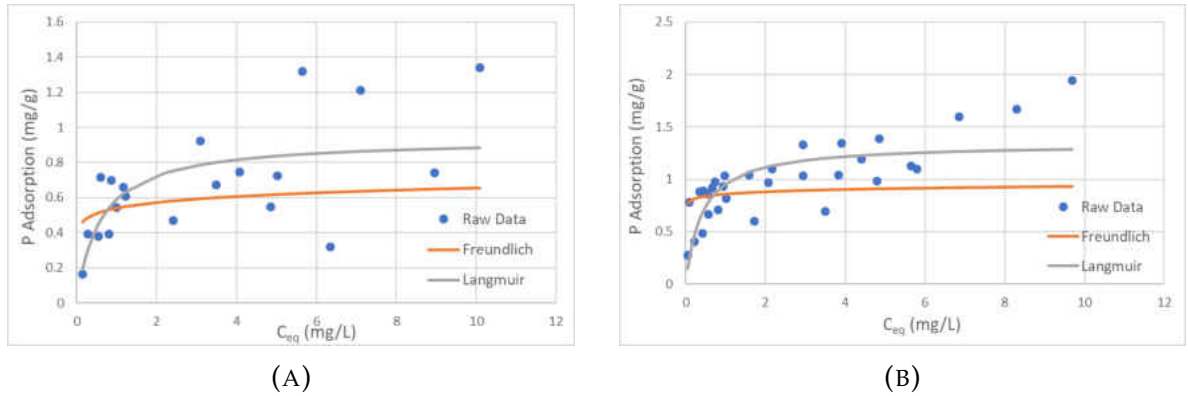 1.6
1.4
1.2
1
0.8
0.6
0.4
0.2
0
P Adsorption (mg/g)
0 2 4 6 8 10 12
Ceq (mg/L)
Raw Data
Freundlich
Langmuir
(A)
2.5
2
1.5
1
0.5
0
P Adsorption (mg/g)
0 2 4 6 8 10 12
Ceq (mg/L)
Raw Data
Freundlich
Langmuir
(B)